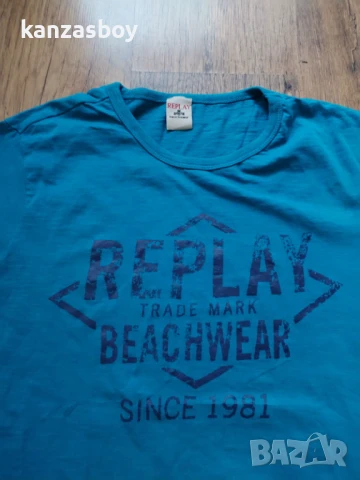 kanzasboy
REPLAY
REPLAY
TRADE MARK
BEACHWEAR
SINCE 1981
BAZAR